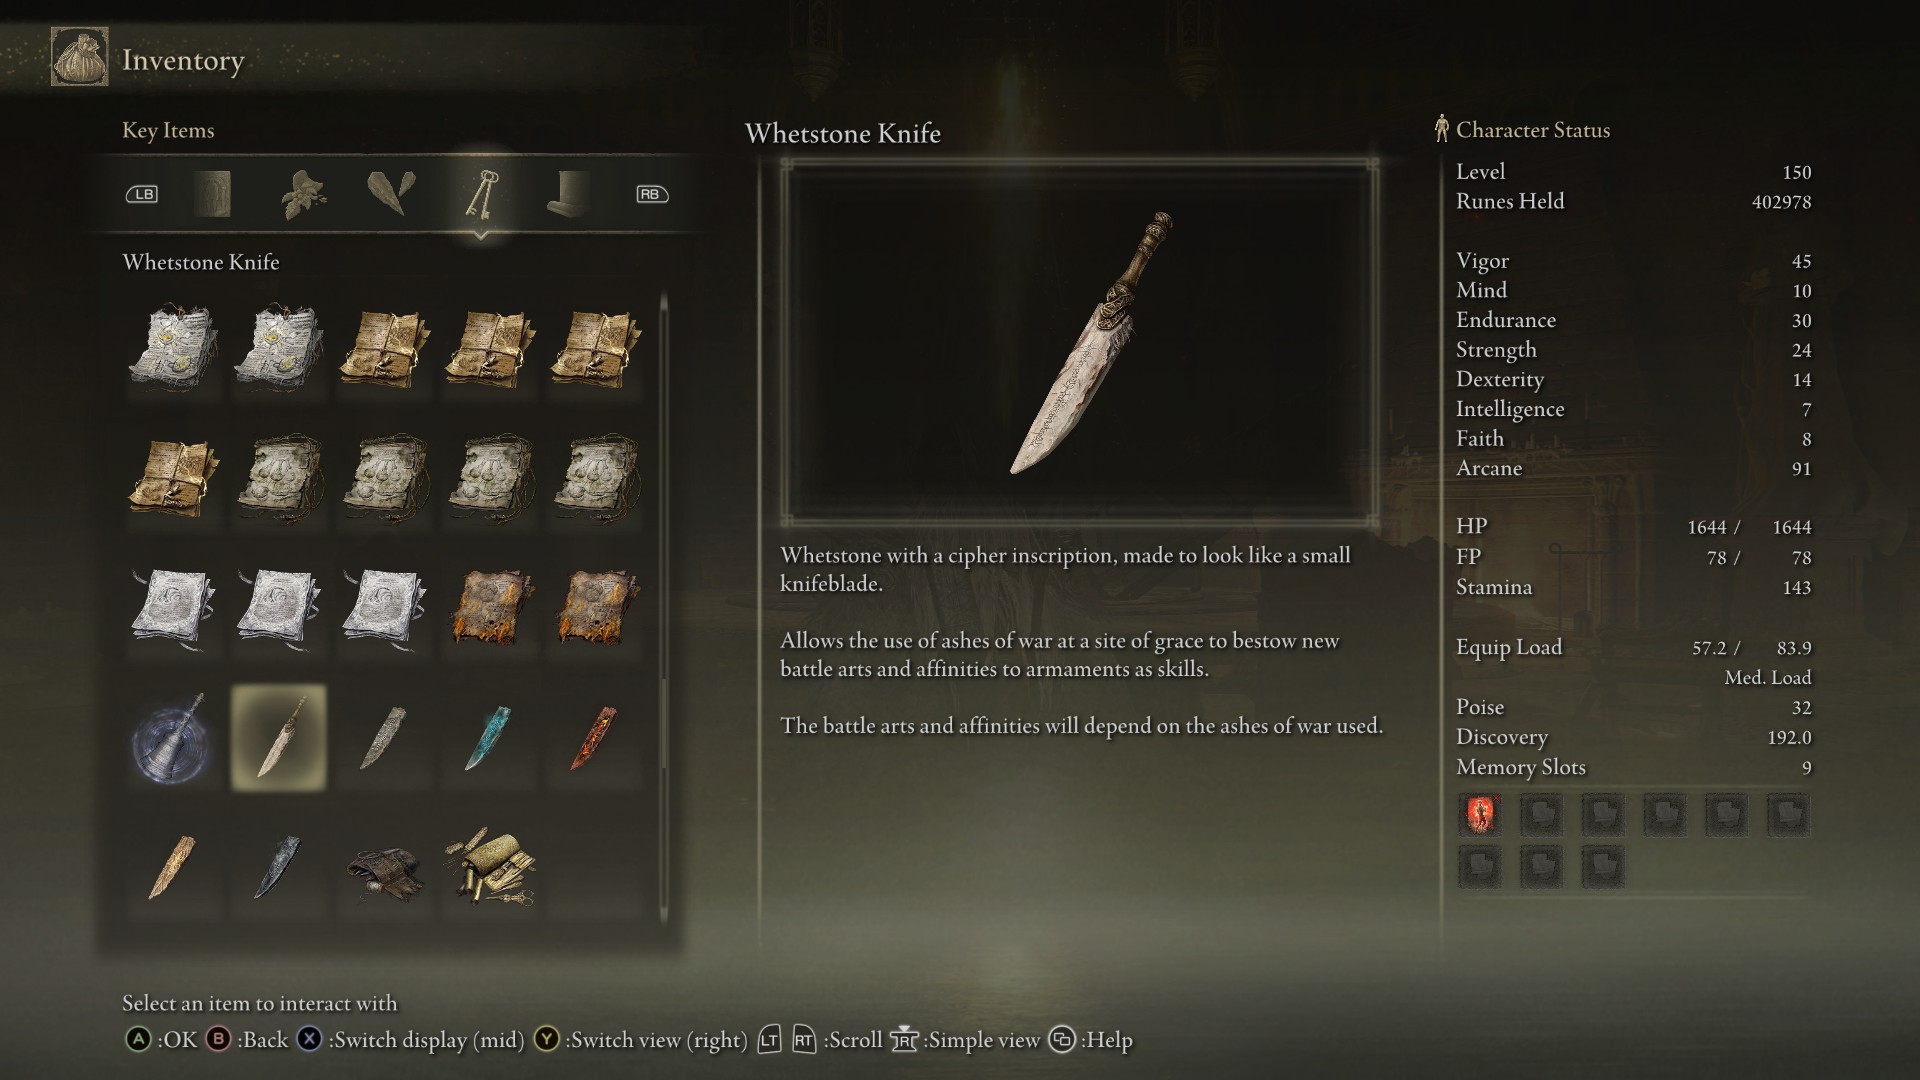 Inventory
Key Items
LB
RB
Whetstone Knife
Whetstone Knife
Whetstone with a cipher inscription, made to look like a small
knifeblade.
Allows the use of ashes of war at a site of grace to bestow new
battle arts and affinities to armaments as skills.
The battle arts and affinities will depend on the ashes of war used.
Character Status
Level 150
Runes Held 402978
Vigor 45
Mind 10
Endurance 30
Strength 24
Dexterity 14
Intelligence 7
Faith 8
Arcane 91
HP 1644 / 1644
FP 78 / 78
Stamina 143
Equip Load 57.2 / 83.9
Med. Load
Poise 32
Discovery 192.0
Memory Slots 9
Select an item to interact with
A :OK B :Back X :Switch display (mid) Y :Switch view (right) LT RT :Scroll R :Simple view :Help